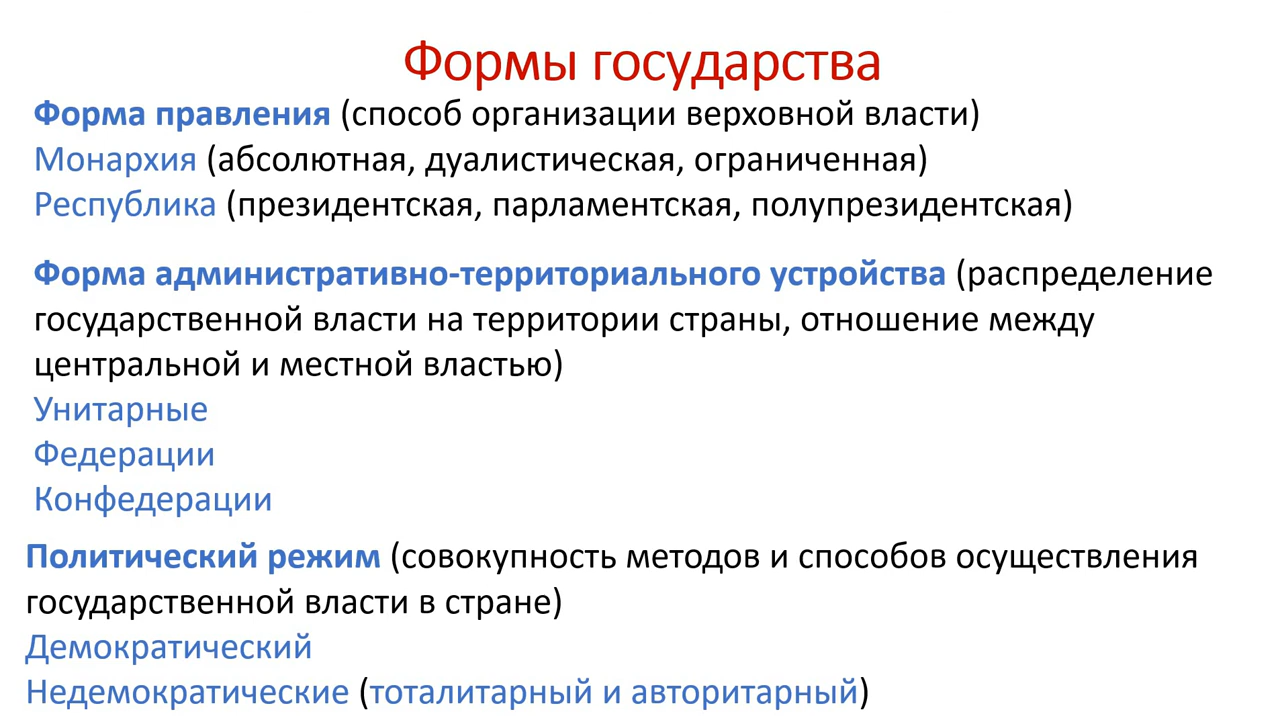 Формы государства
Форма правления (способ организации верховной власти)
Монархия (абсолютная, дуалистическая, ограниченная)
Республика (президентская, парламентская, полупрезидентская)
Форма административно-территориального устройства (распределение
государственной власти на территории страны, отношение между
центральной и местной властью)
Унитарные
Федерации
Конфедерации
Политический режим (совокупность методов и способов осуществления
государственной власти в стране)
Демократический
Недемократические (тоталитарный и авторитарный)